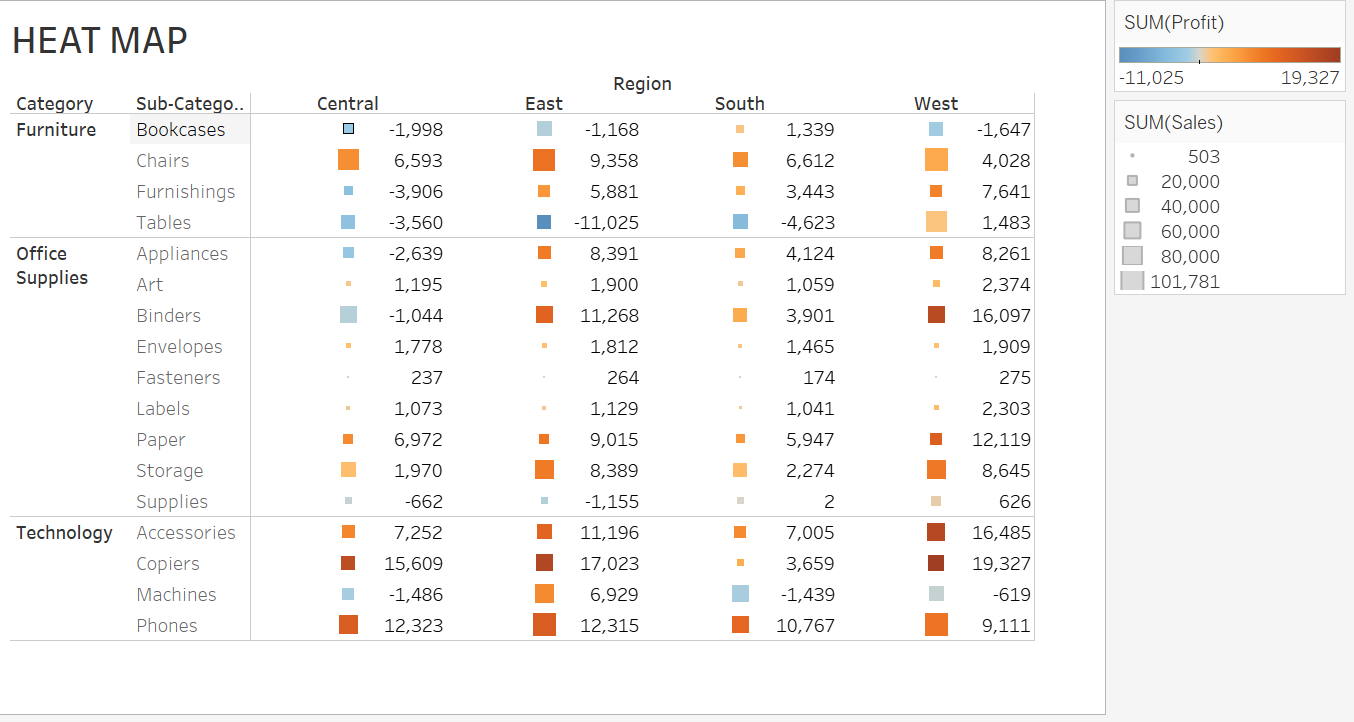 HEAT MAP
Region
Category Sub-Catego.. Central East South West
Furniture Bookcases -1,998 -1,168 1,339 -1,647
Chairs 6,593 9,358 6,612 4,028
Furnishings -3,906 5,881 3,443 7,641
Tables -3,560 -11,025 -4,623 1,483
Office Supplies Appliances -2,639 8,391 4,124 8,261
Art 1,195 1,900 1,059 2,374
Binders -1,044 11,268 3,901 16,097
Envelopes 1,778 1,812 1,465 1,909
Fasteners 237 264 174 275
Labels 1,073 1,129 1,041 2,303
Paper 6,972 9,015 5,947 12,119
Storage 1,970 8,389 2,274 8,645
Supplies -662 -1,155 2 626
Technology Accessories 7,252 11,196 7,005 16,485
Copiers 15,609 17,023 3,659 19,327
Machines -1,486 6,929 -1,439 -619
Phones 12,323 12,315 10,767 9,111
SUM(Profit)
-11,025 19,327
SUM(Sales)
503
20,000
40,000
60,000
80,000
101,781